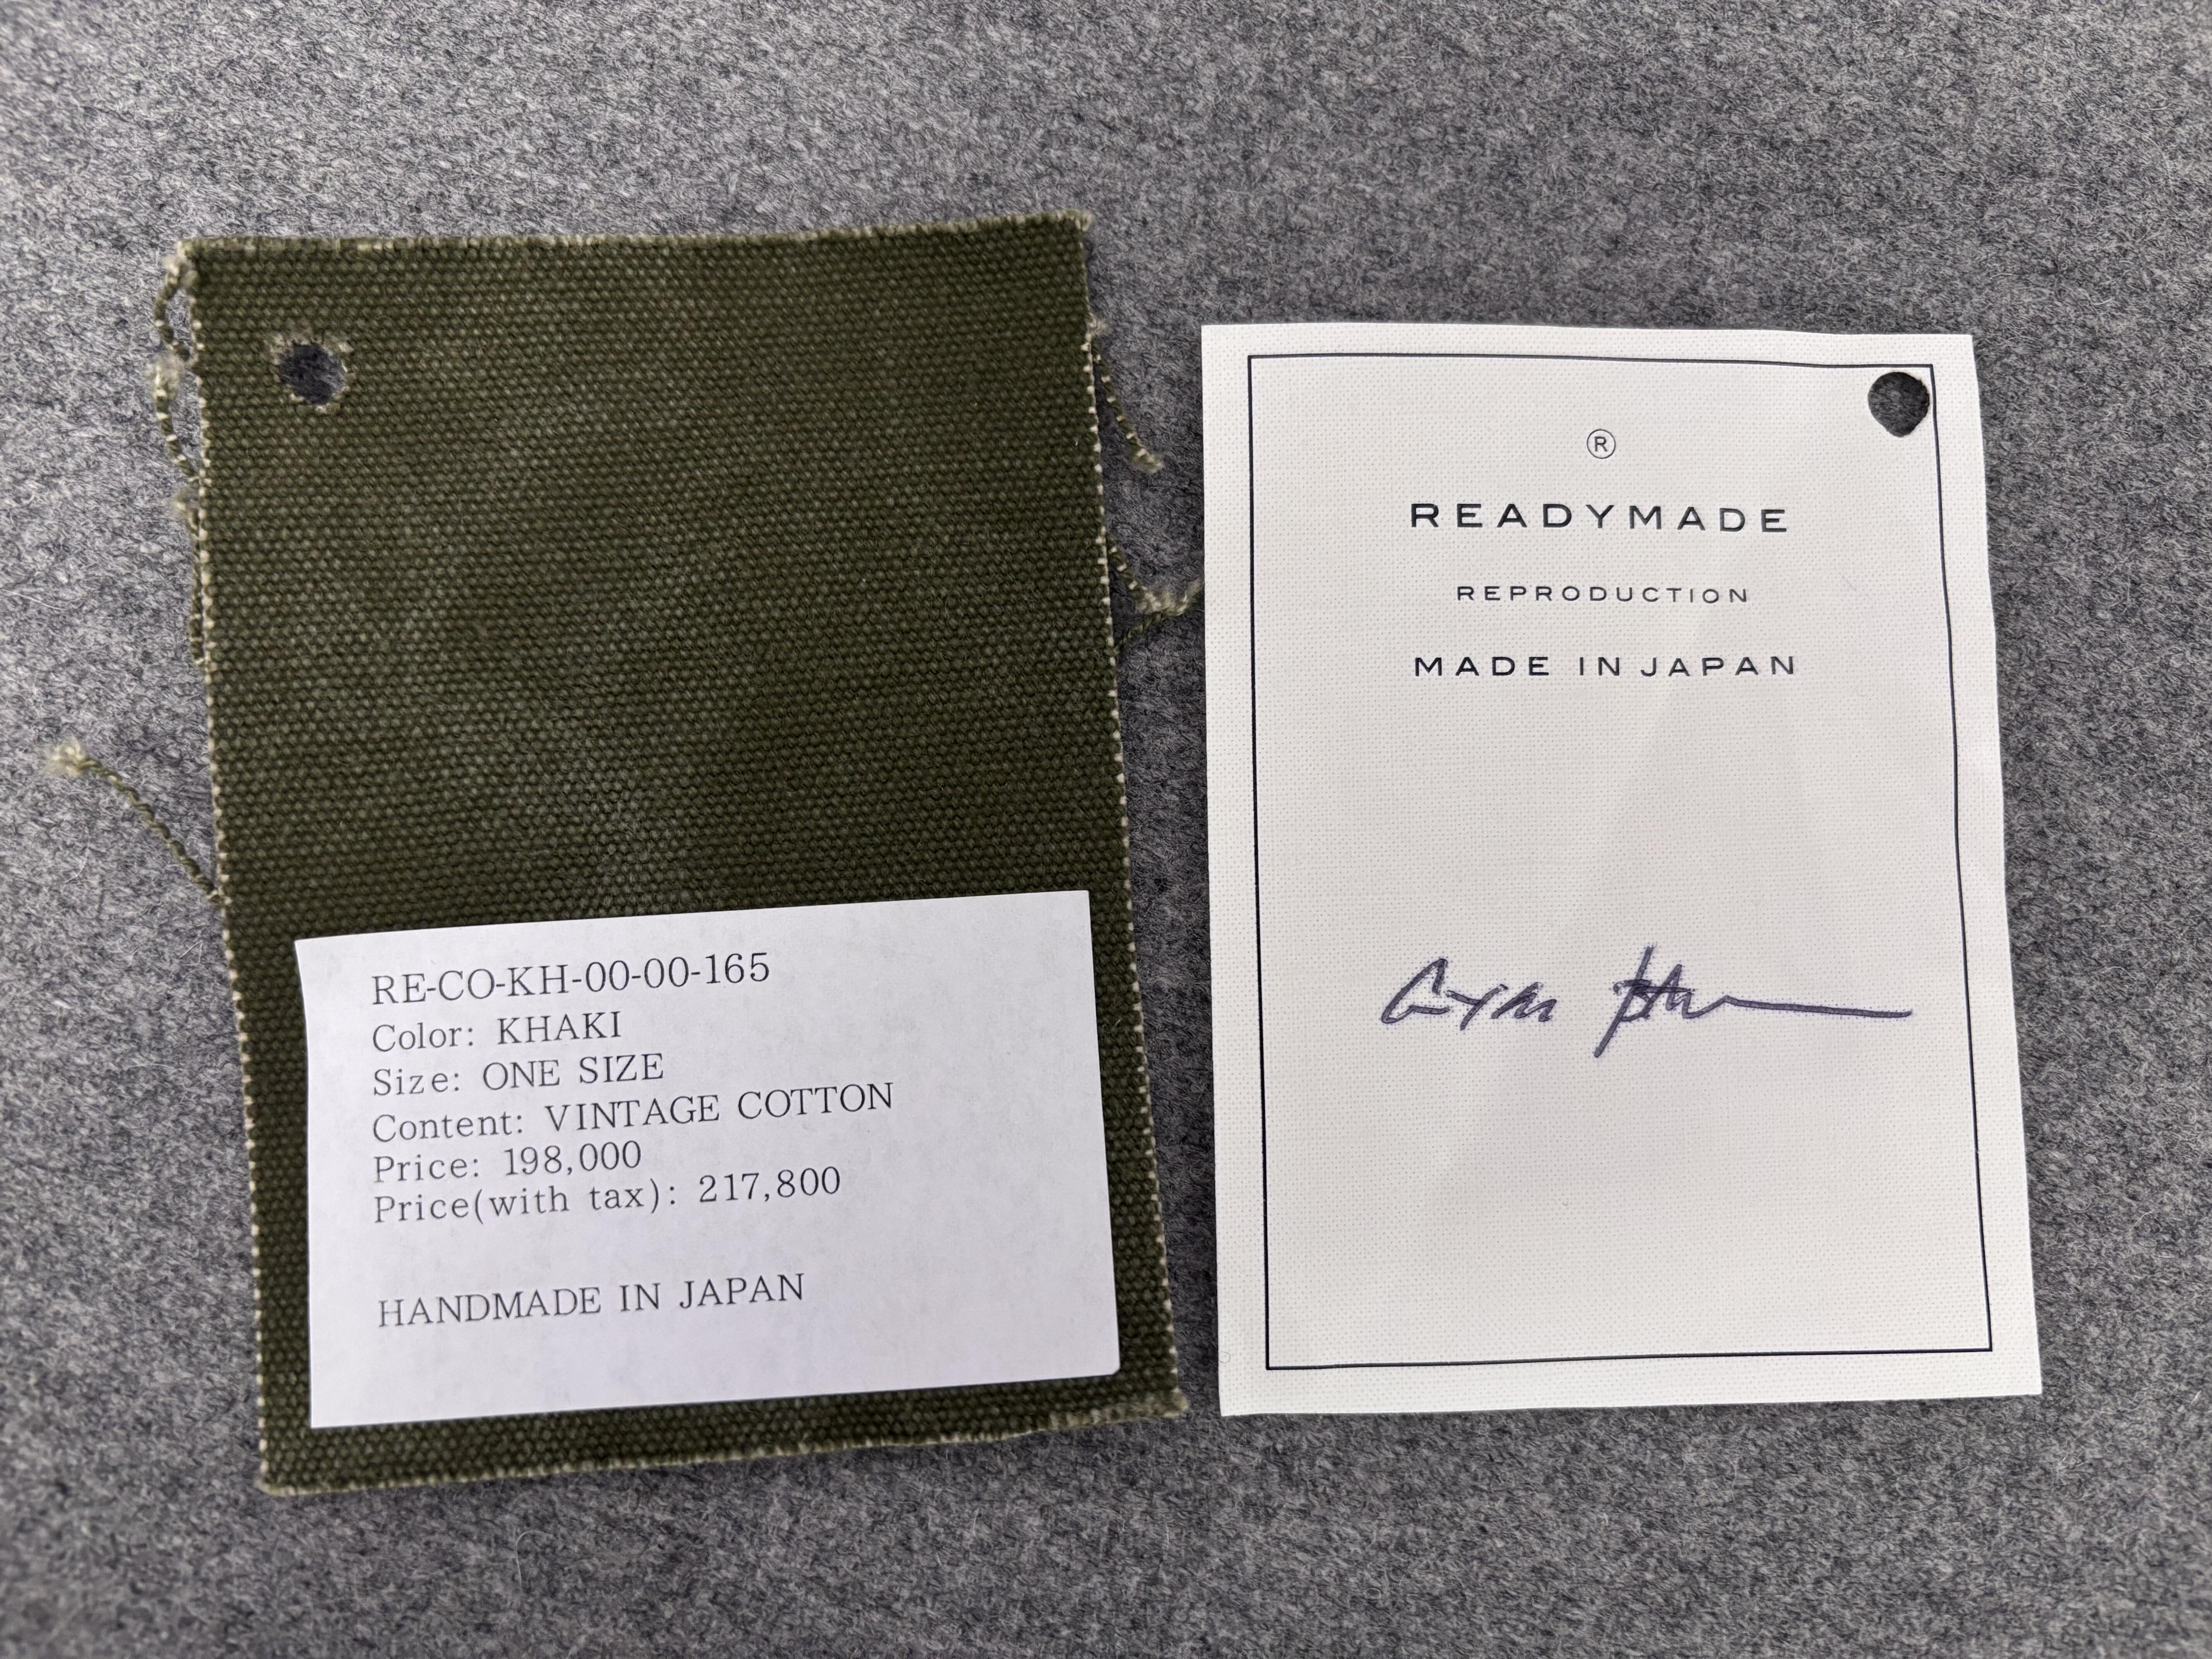 RE-CO-KH-00-00-165
Color: KHAKI
Size: ONE SIZE
Content: VINTAGE COTTON
Price: 198,000
Price(with tax): 217,800
HANDMADE IN JAPAN
®
READYMADE
REPRODUCTION
MADE IN JAPAN